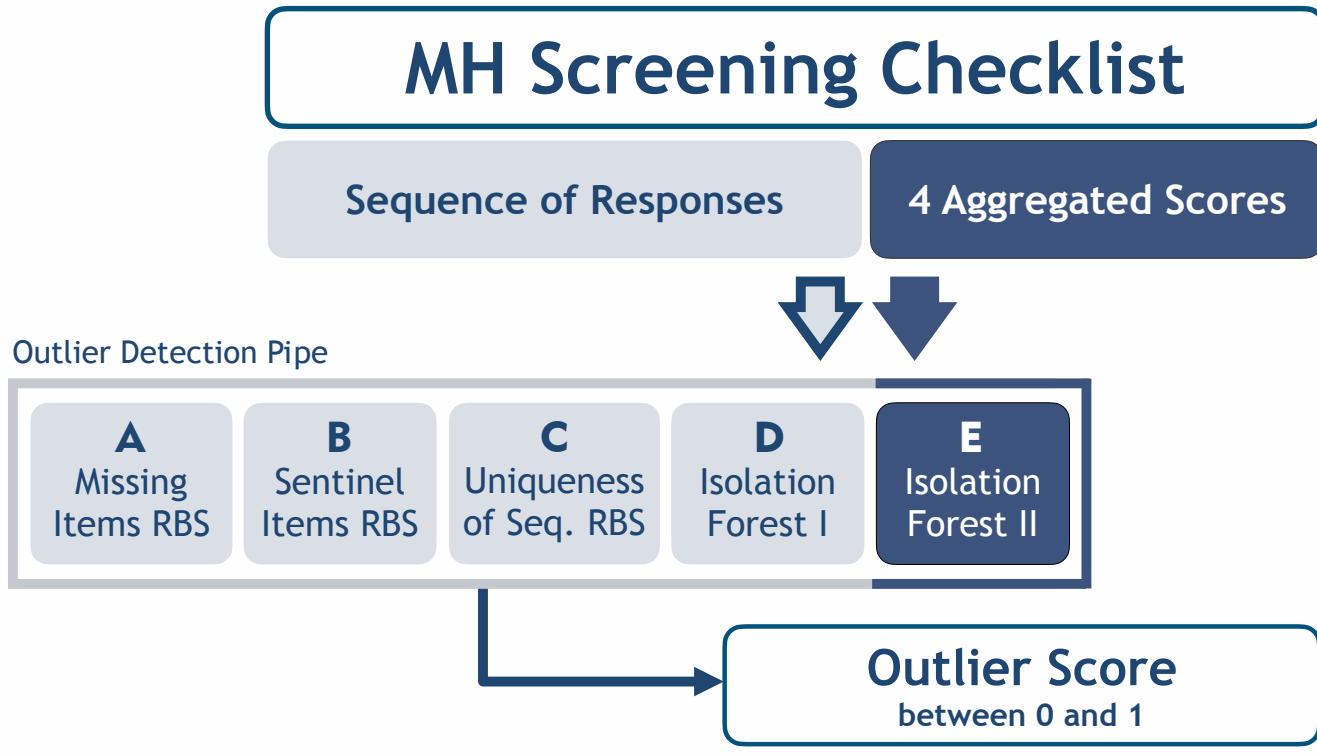 MH Screening Checklist
Sequence of Responses
4 Aggregated Scores
Outlier Detection Pipe
A
Missing
Items RBS
B
Sentinel
Items RBS
C
Uniqueness
of Seq. RBS
D
Isolation
Forest I
E
Isolation
Forest II
Outlier Score
between 0 and 1